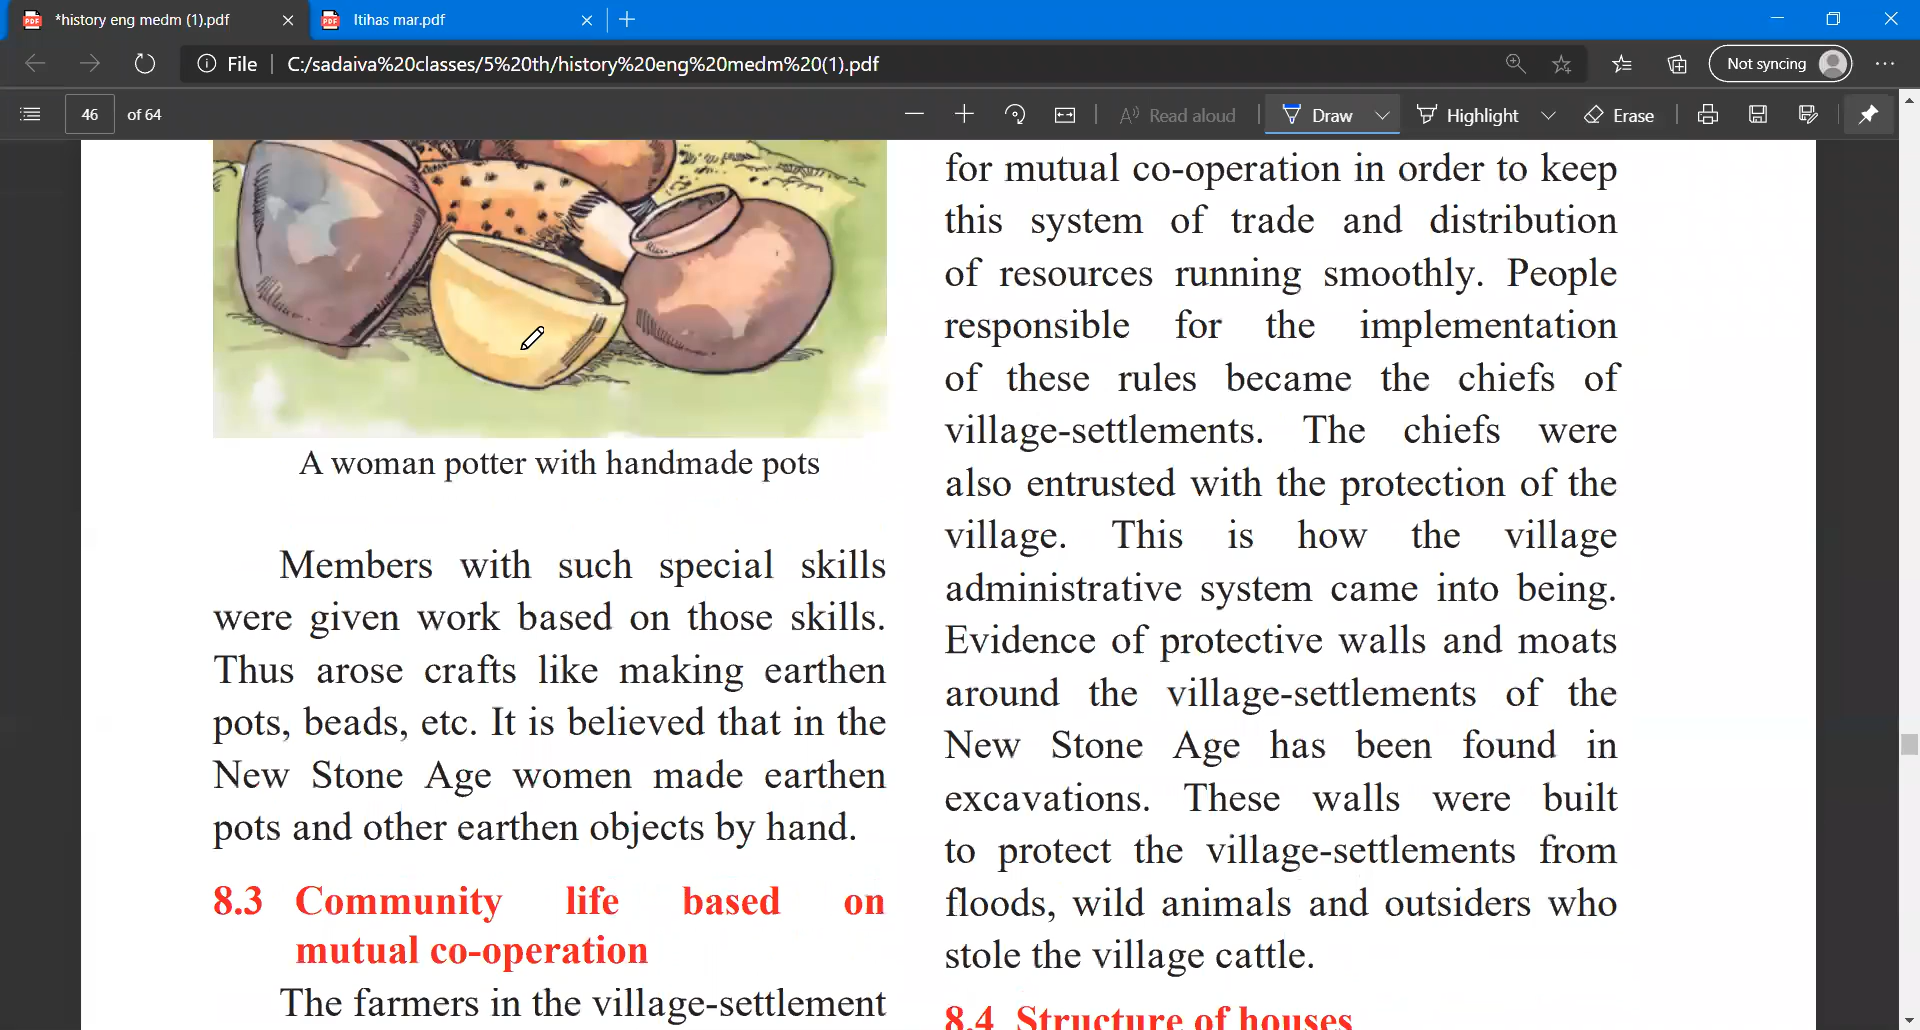 *history eng medm (1).pdf
Itihas mar.pdf
File
C:/sadaiva%20classes/5%20th/history%20eng%20medm%20(1).pdf
Not syncing
46 of 64
Read aloud
Draw
Highlight
Erase
A woman potter with handmade pots
Members with such special skills
were given work based on those skills.
Thus arose crafts like making earthen
pots, beads, etc. It is believed that in the
New Stone Age women made earthen
pots and other earthen objects by hand.
8.3 Community life based on
mutual co-operation
The farmers in the village-settlement
for mutual co-operation in order to keep
this system of trade and distribution
of resources running smoothly. People
responsible for the implementation
of these rules became the chiefs of
village-settlements. The chiefs were
also entrusted with the protection of the
village. This is how the village
administrative system came into being.
Evidence of protective walls and moats
around the village-settlements of the
New Stone Age has been found in
excavations. These walls were built
to protect the village-settlements from
floods, wild animals and outsiders who
stole the village cattle.
8.4 Structure of houses